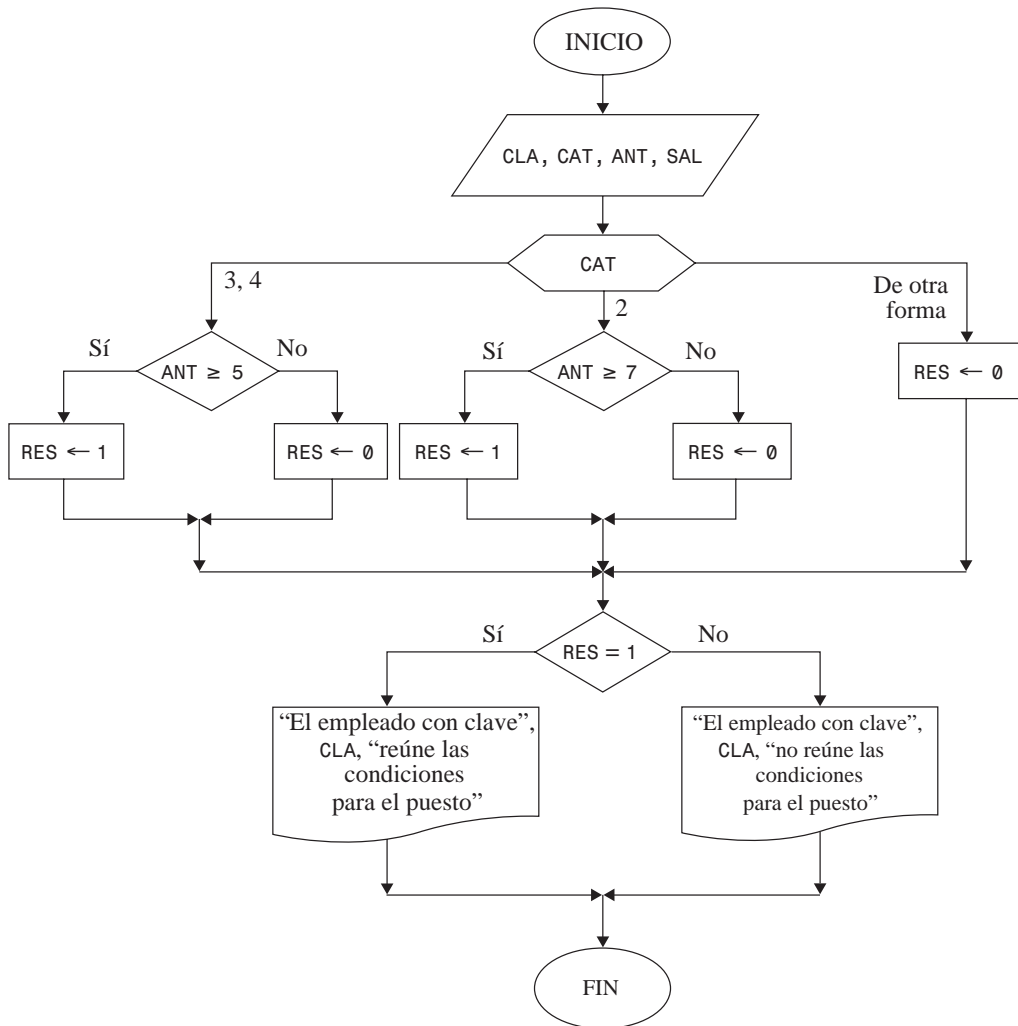 INICIO
CLA, CAT, ANT, SAL
CAT
3, 4
2
De otra
forma
Sí
ANT ≥ 5
No
Sí
ANT ≥ 7
No
RES ← 0
RES ← 1
RES ← 0
RES ← 1
RES ← 0
Sí
RES = 1
No
“El empleado con clave”,
CLA, “reúne las
condiciones
para el puesto”
“El empleado con clave”,
CLA, “no reúne las
condiciones
para el puesto”
FIN